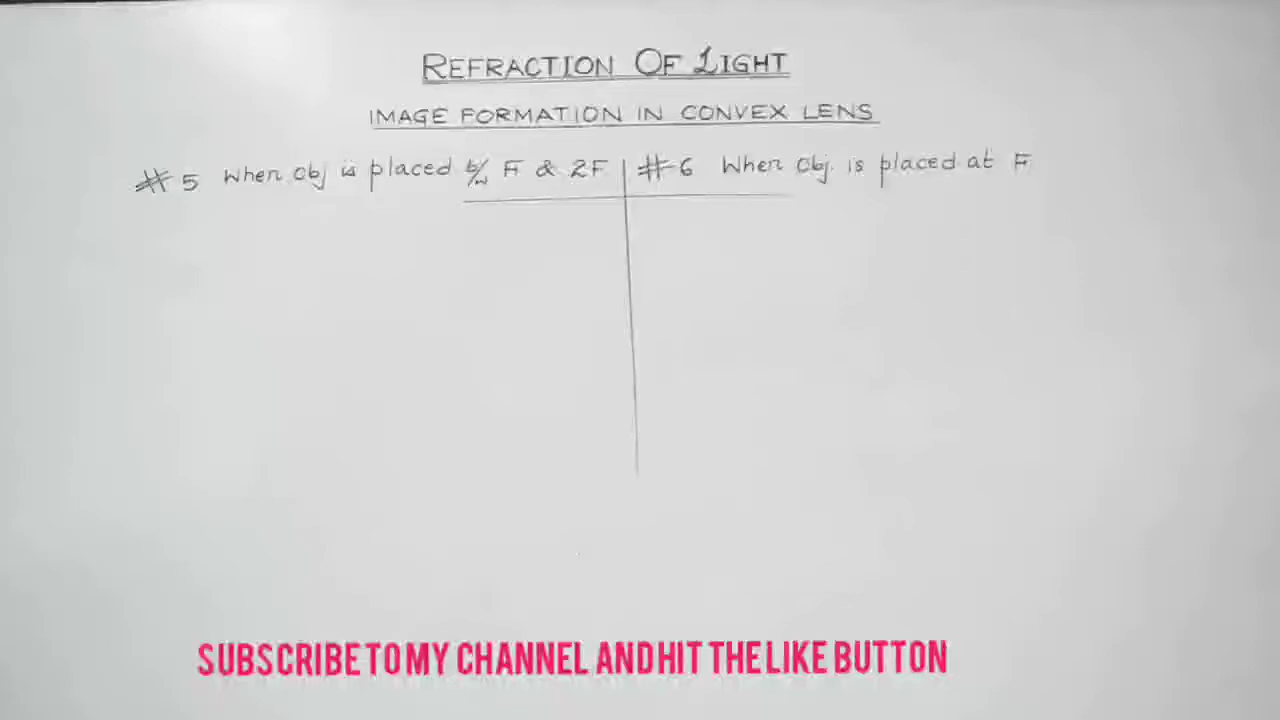 REFRACTION OF LIGHT
IMAGE FORMATION IN CONVEX LENS
#5 When Obj is placed b/w F & 2F
#6 When Obj. is placed at F
SUBSCRIBE TO MY CHANNEL AND HIT THE LIKE BUTTON